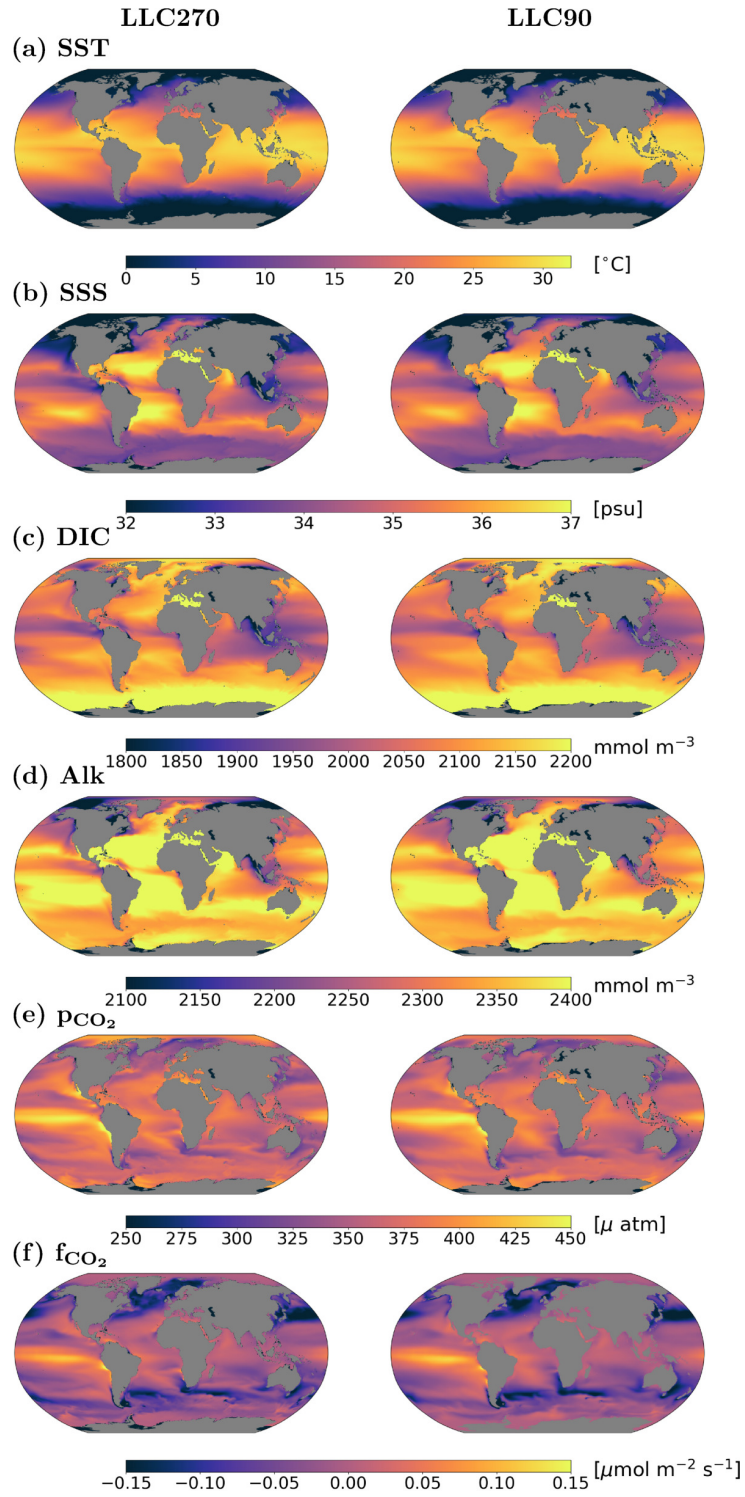 LLC270 LLC90
(a) SST
0 5 10 15 20 25 30 [°C]
(b) SSS
32 33 34 35 36 37 [psu]
(c) DIC
1800 1850 1900 1950 2000 2050 2100 2150 2200 mmol m⁻³
(d) Alk
2100 2150 2200 2250 2300 2350 2400 mmol m⁻³
(e) p_CO₂
250 275 300 325 350 375 400 425 450 [μ atm]
(f) f_CO₂
−0.15 −0.10 −0.05 0.00 0.05 0.10 0.15 [μmol m⁻² s⁻¹]